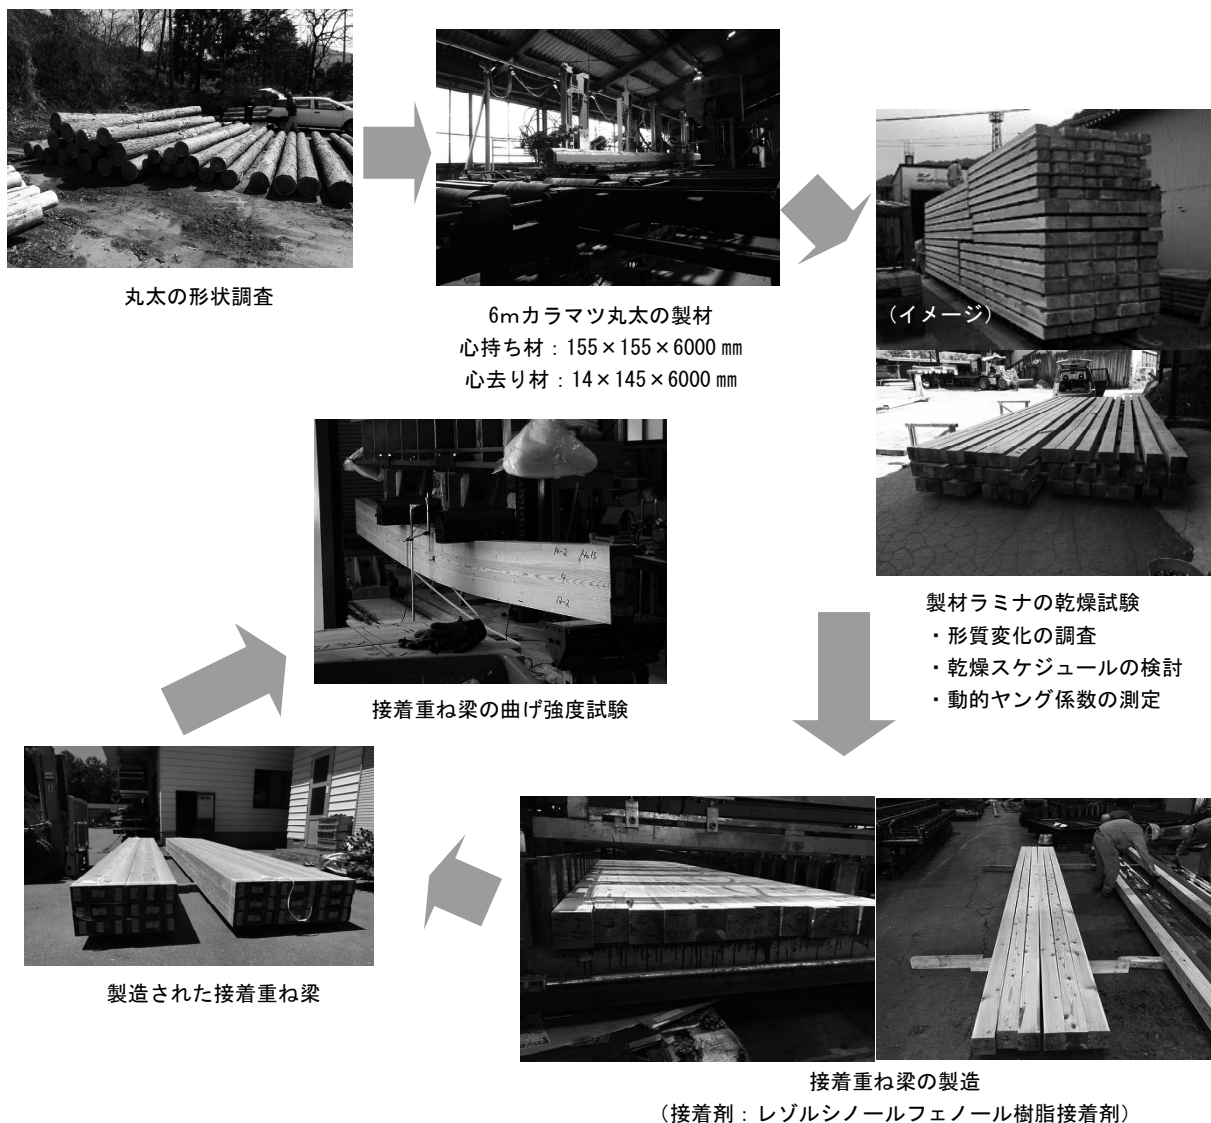 丸太の形状調査
6mカラマツ丸太の製材
心持ち材：155×155×6000㎜
心去り材：14×145×6000㎜
（イメージ）
製材ラミナの乾燥試験
・形質変化の調査
・乾燥スケジュールの検討
・動的ヤング係数の測定
接着重ね梁の製造
（接着剤：レゾルシノールフェノール樹脂接着剤）
製造された接着重ね梁
接着重ね梁の曲げ強度試験